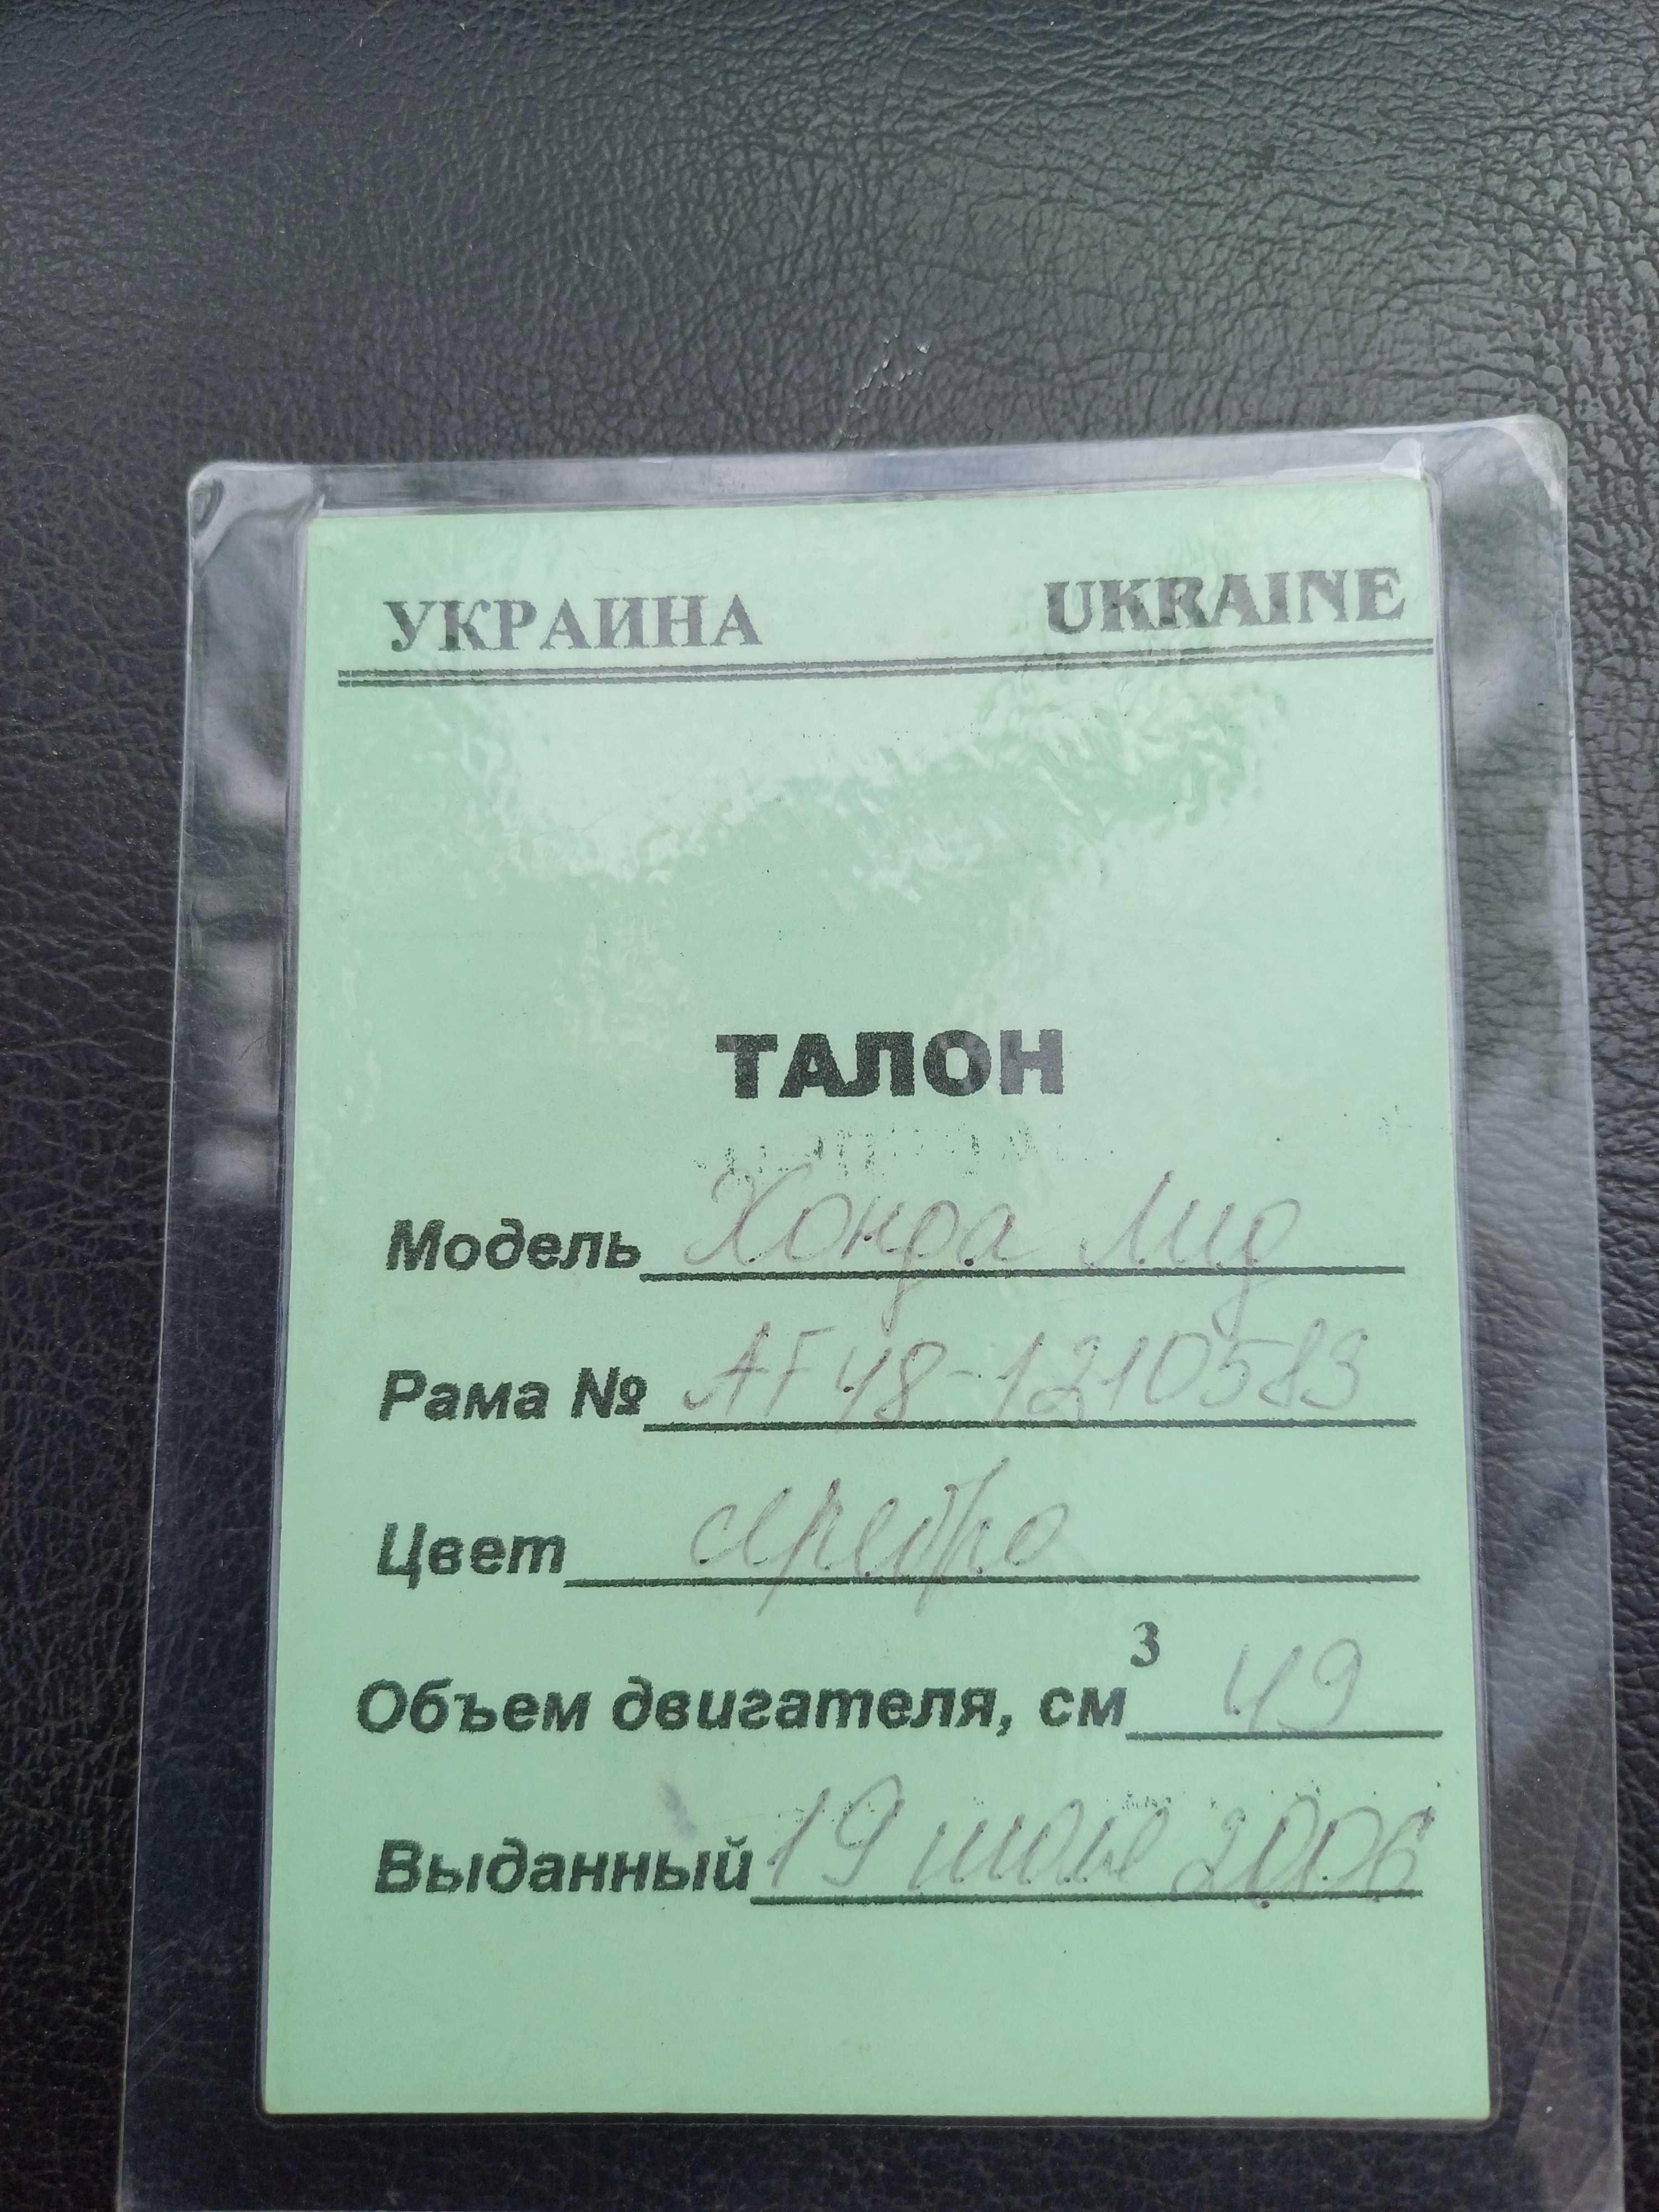 УКРАИНА UKRAINE
ТАЛОН
Модель Хонда Лид
Рама № AF48-1210583
Цвет серебро
Объем двигателя, см³ 49
Выданный 19 июля 2006